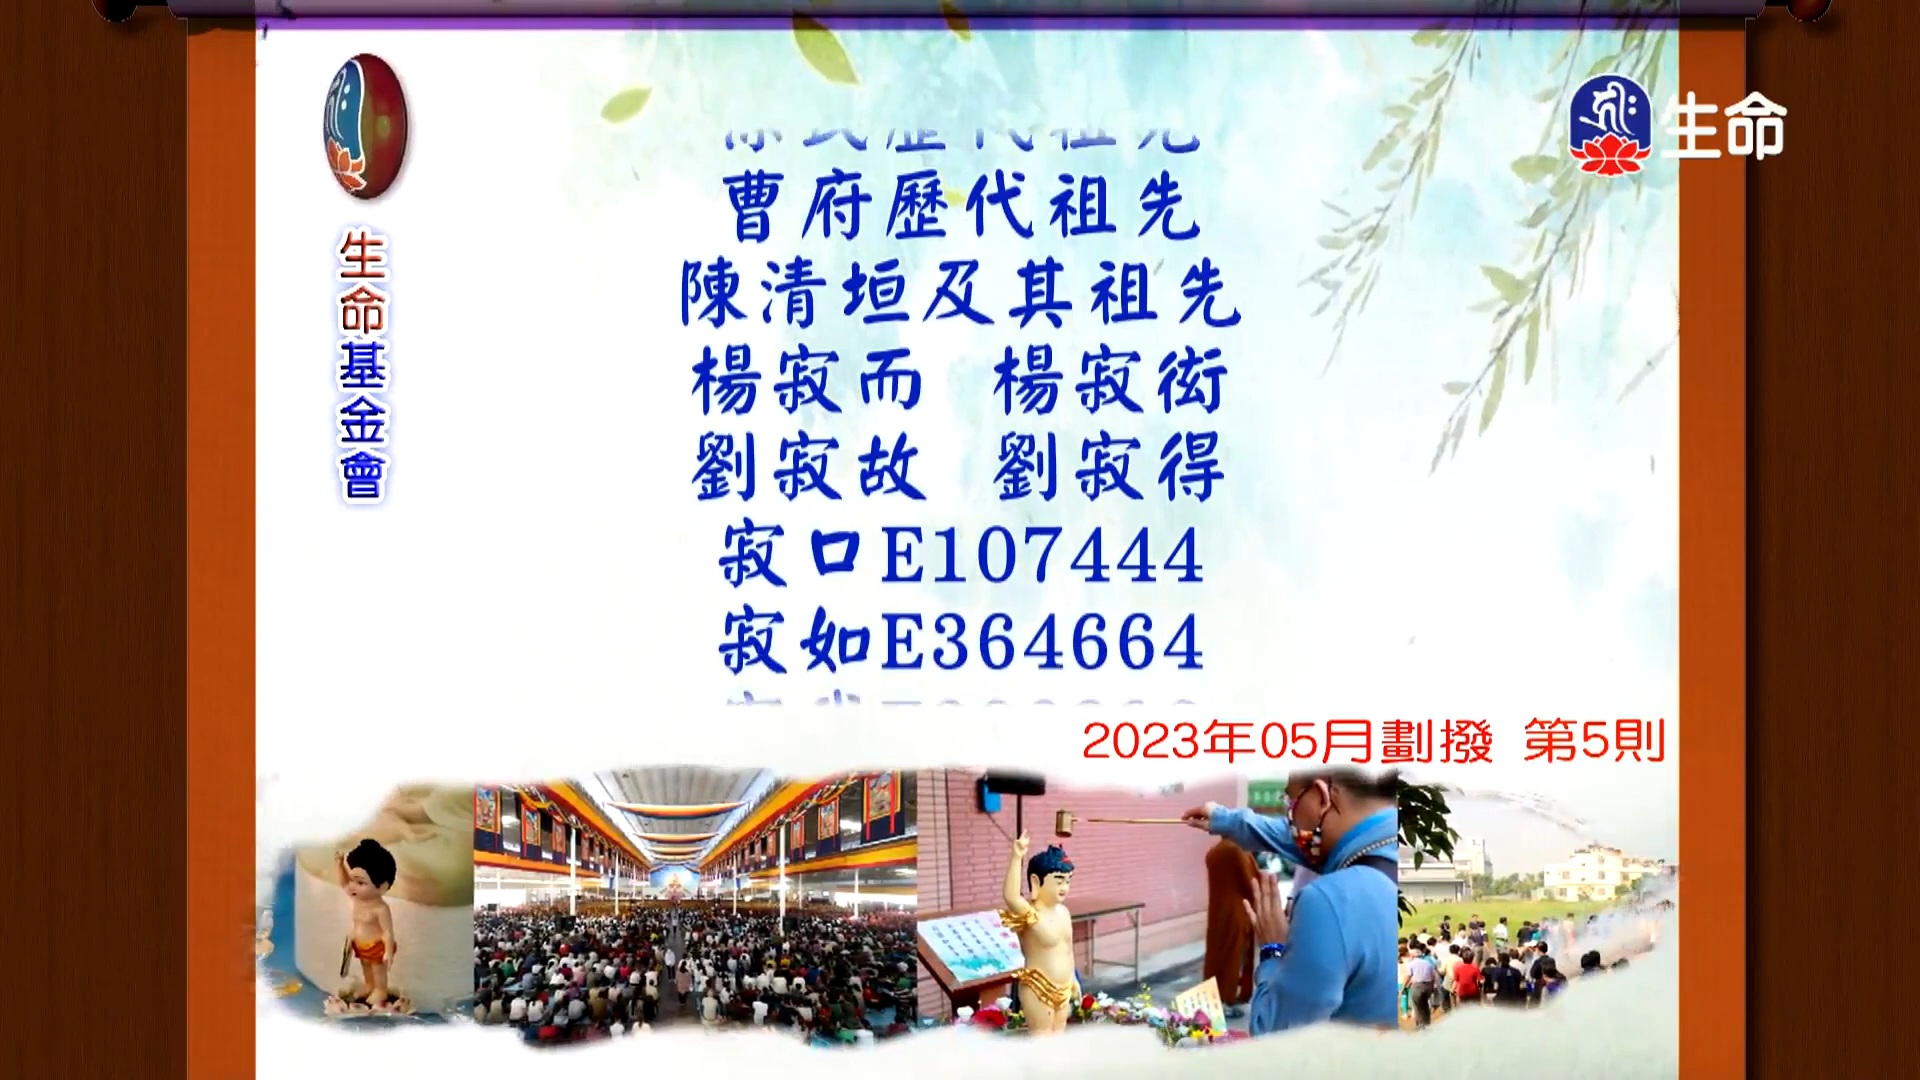 生命
生命基金會
曹府歷代祖先
陳清垣及其祖先
楊寂而 楊寂衒
劉寂故 劉寂得
寂口E107444
寂如E364664
2023年05月劃撥 第5則